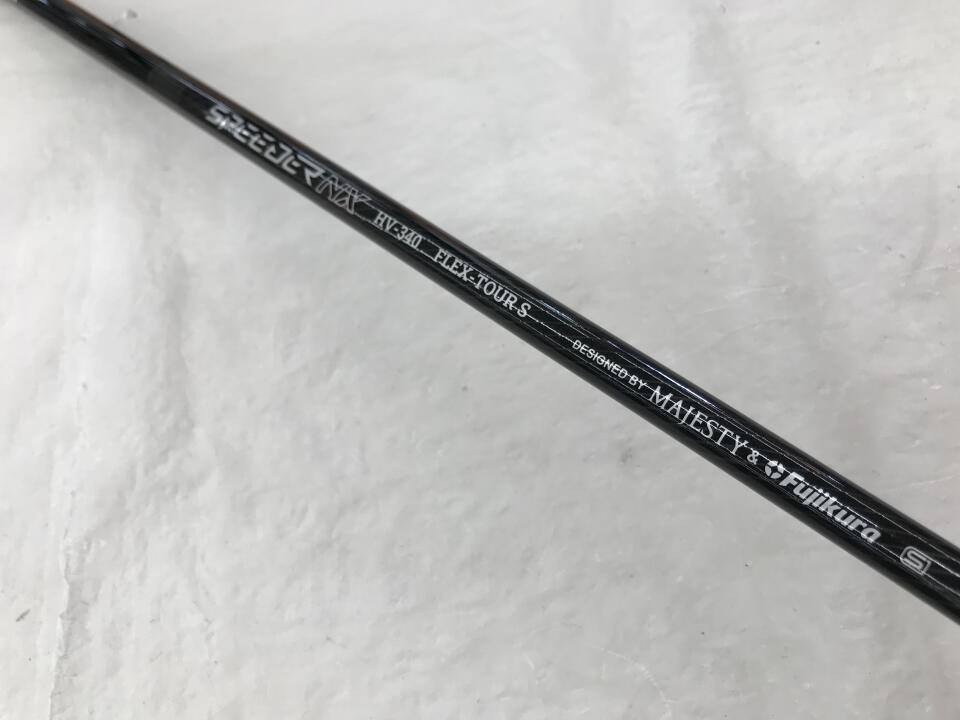 SPEEDER NX HV-340 FLEX-TOUR S DESIGNED BY MAJESTY & Fujikura S